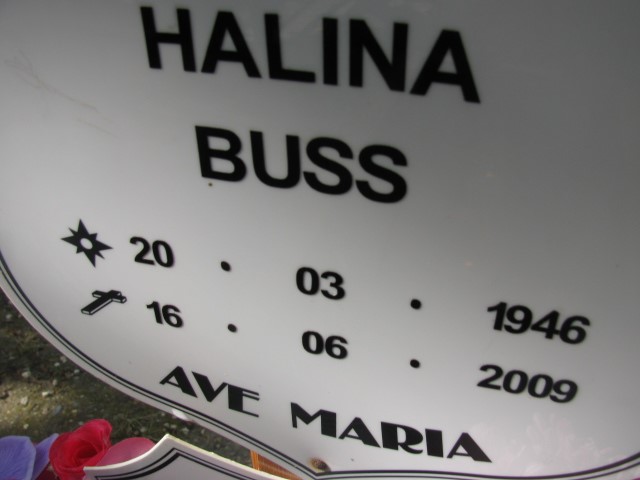 HALINA
BUSS
20 . 03 . 1946
16 . 06 . 2009
AVE MARIA